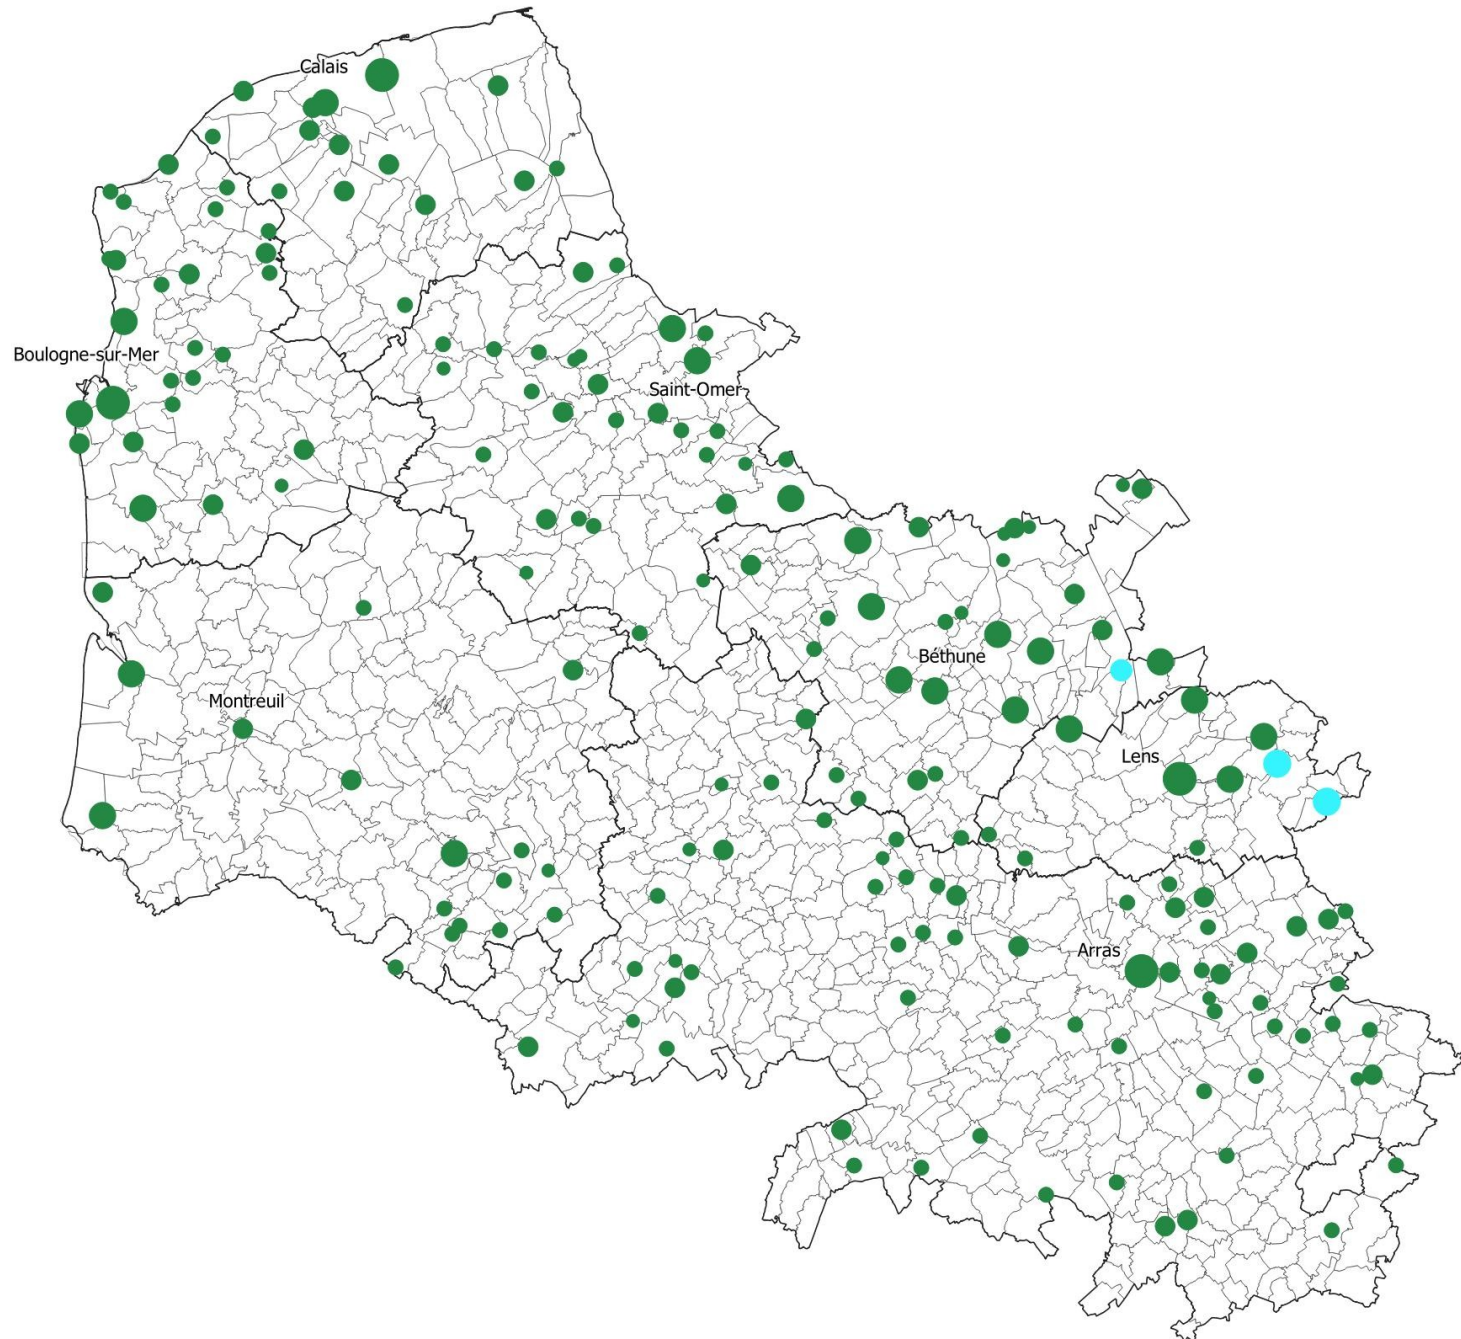 Calais
Boulogne-sur-Mer
Saint-Omer
Béthune
Montreuil
Lens
Arras